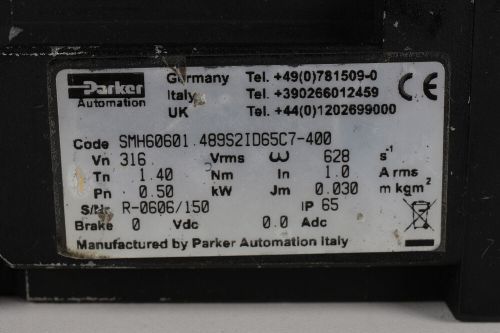 Parker
Automation
Germany Tel. +49(0)781509-0
Italy Tel. +390266012459
UK Tel. +44(0)1202699000
CE
Code SMH60601.489S2ID65C7-400
Vn 316 Vrms ω 628 s⁻¹
Tn 1.40 Nm In 1.0 A rms
Pn 0.50 kW Jm 0.030 m kgm²
S/Nr R-0606/150 IP 65
Brake 0 Vdc 0.0 Adc
Manufactured by Parker Automation Italy